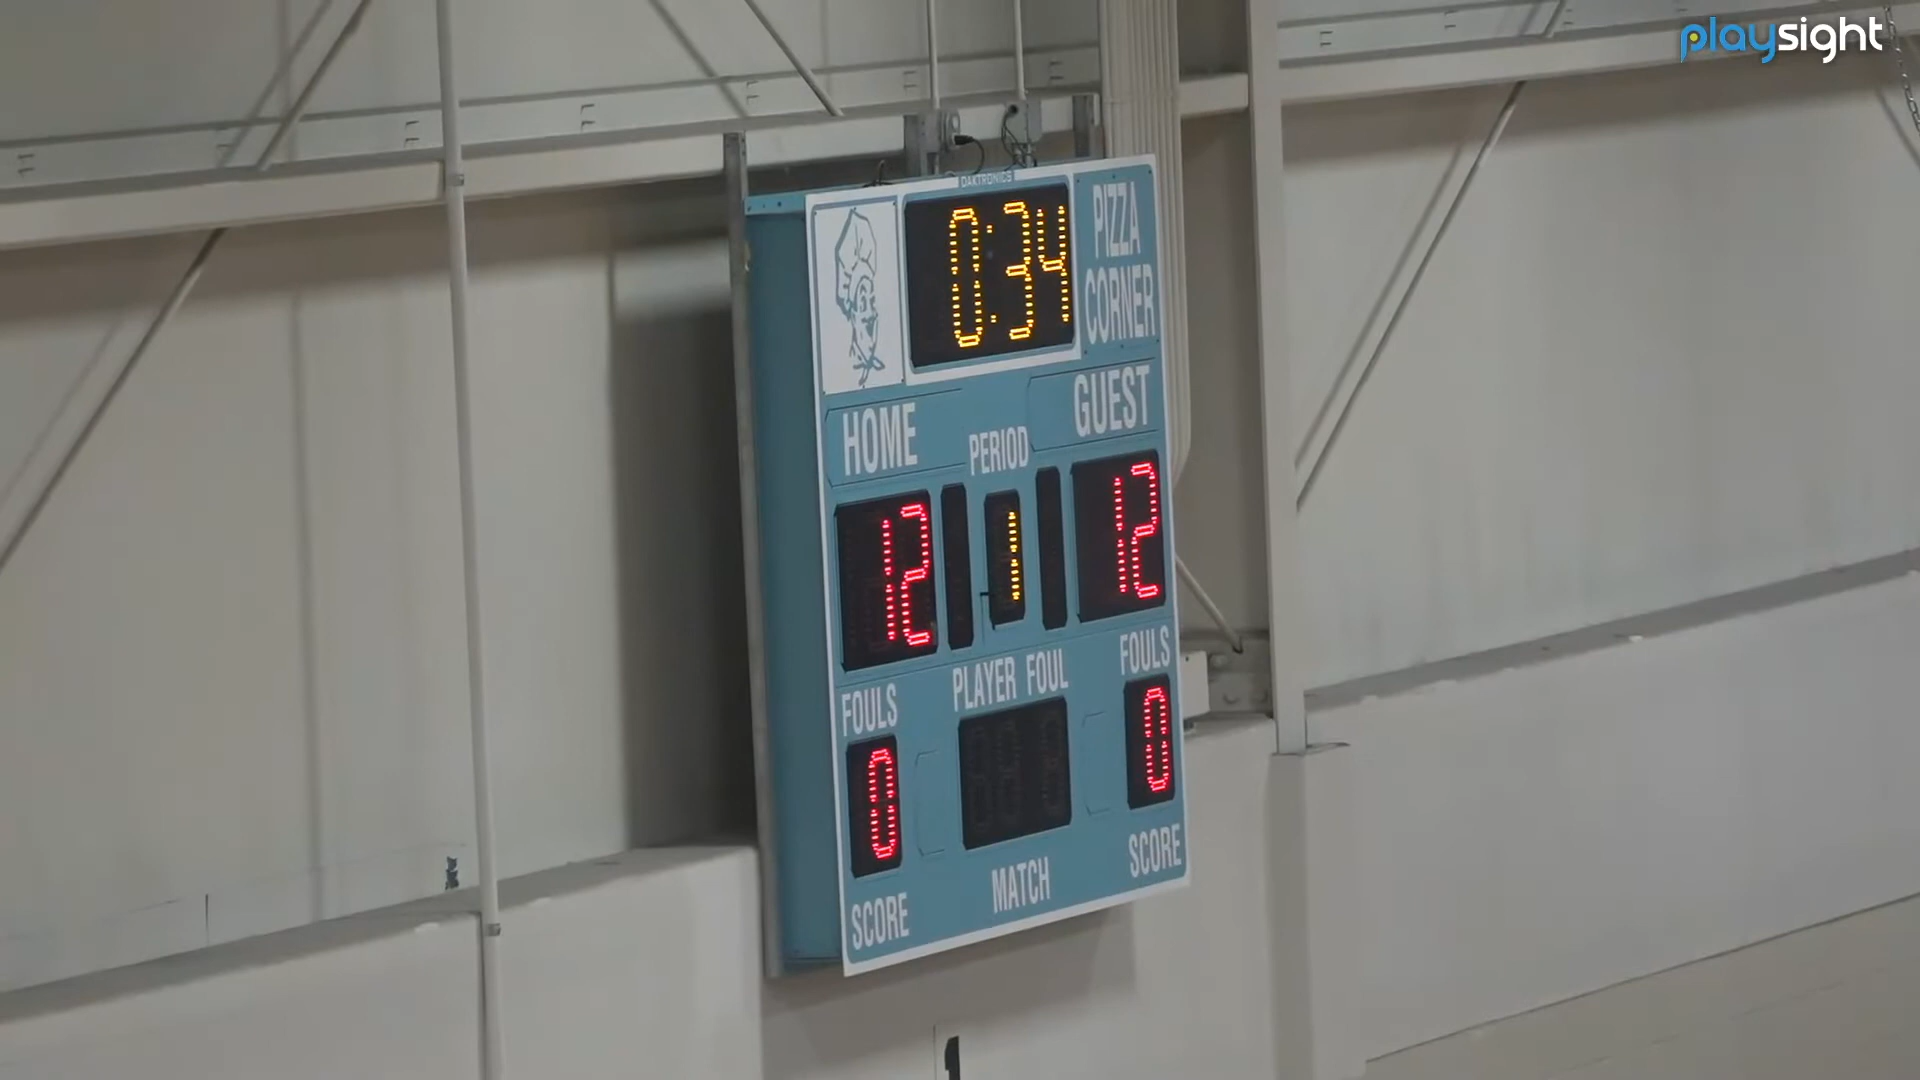 playsight
DAKTRONICS
0:34
PIZZA
CORNER
HOME
GUEST
PERIOD
12
1
12
FOULS
PLAYER FOUL
FOULS
0
0
SCORE
MATCH
SCORE
1